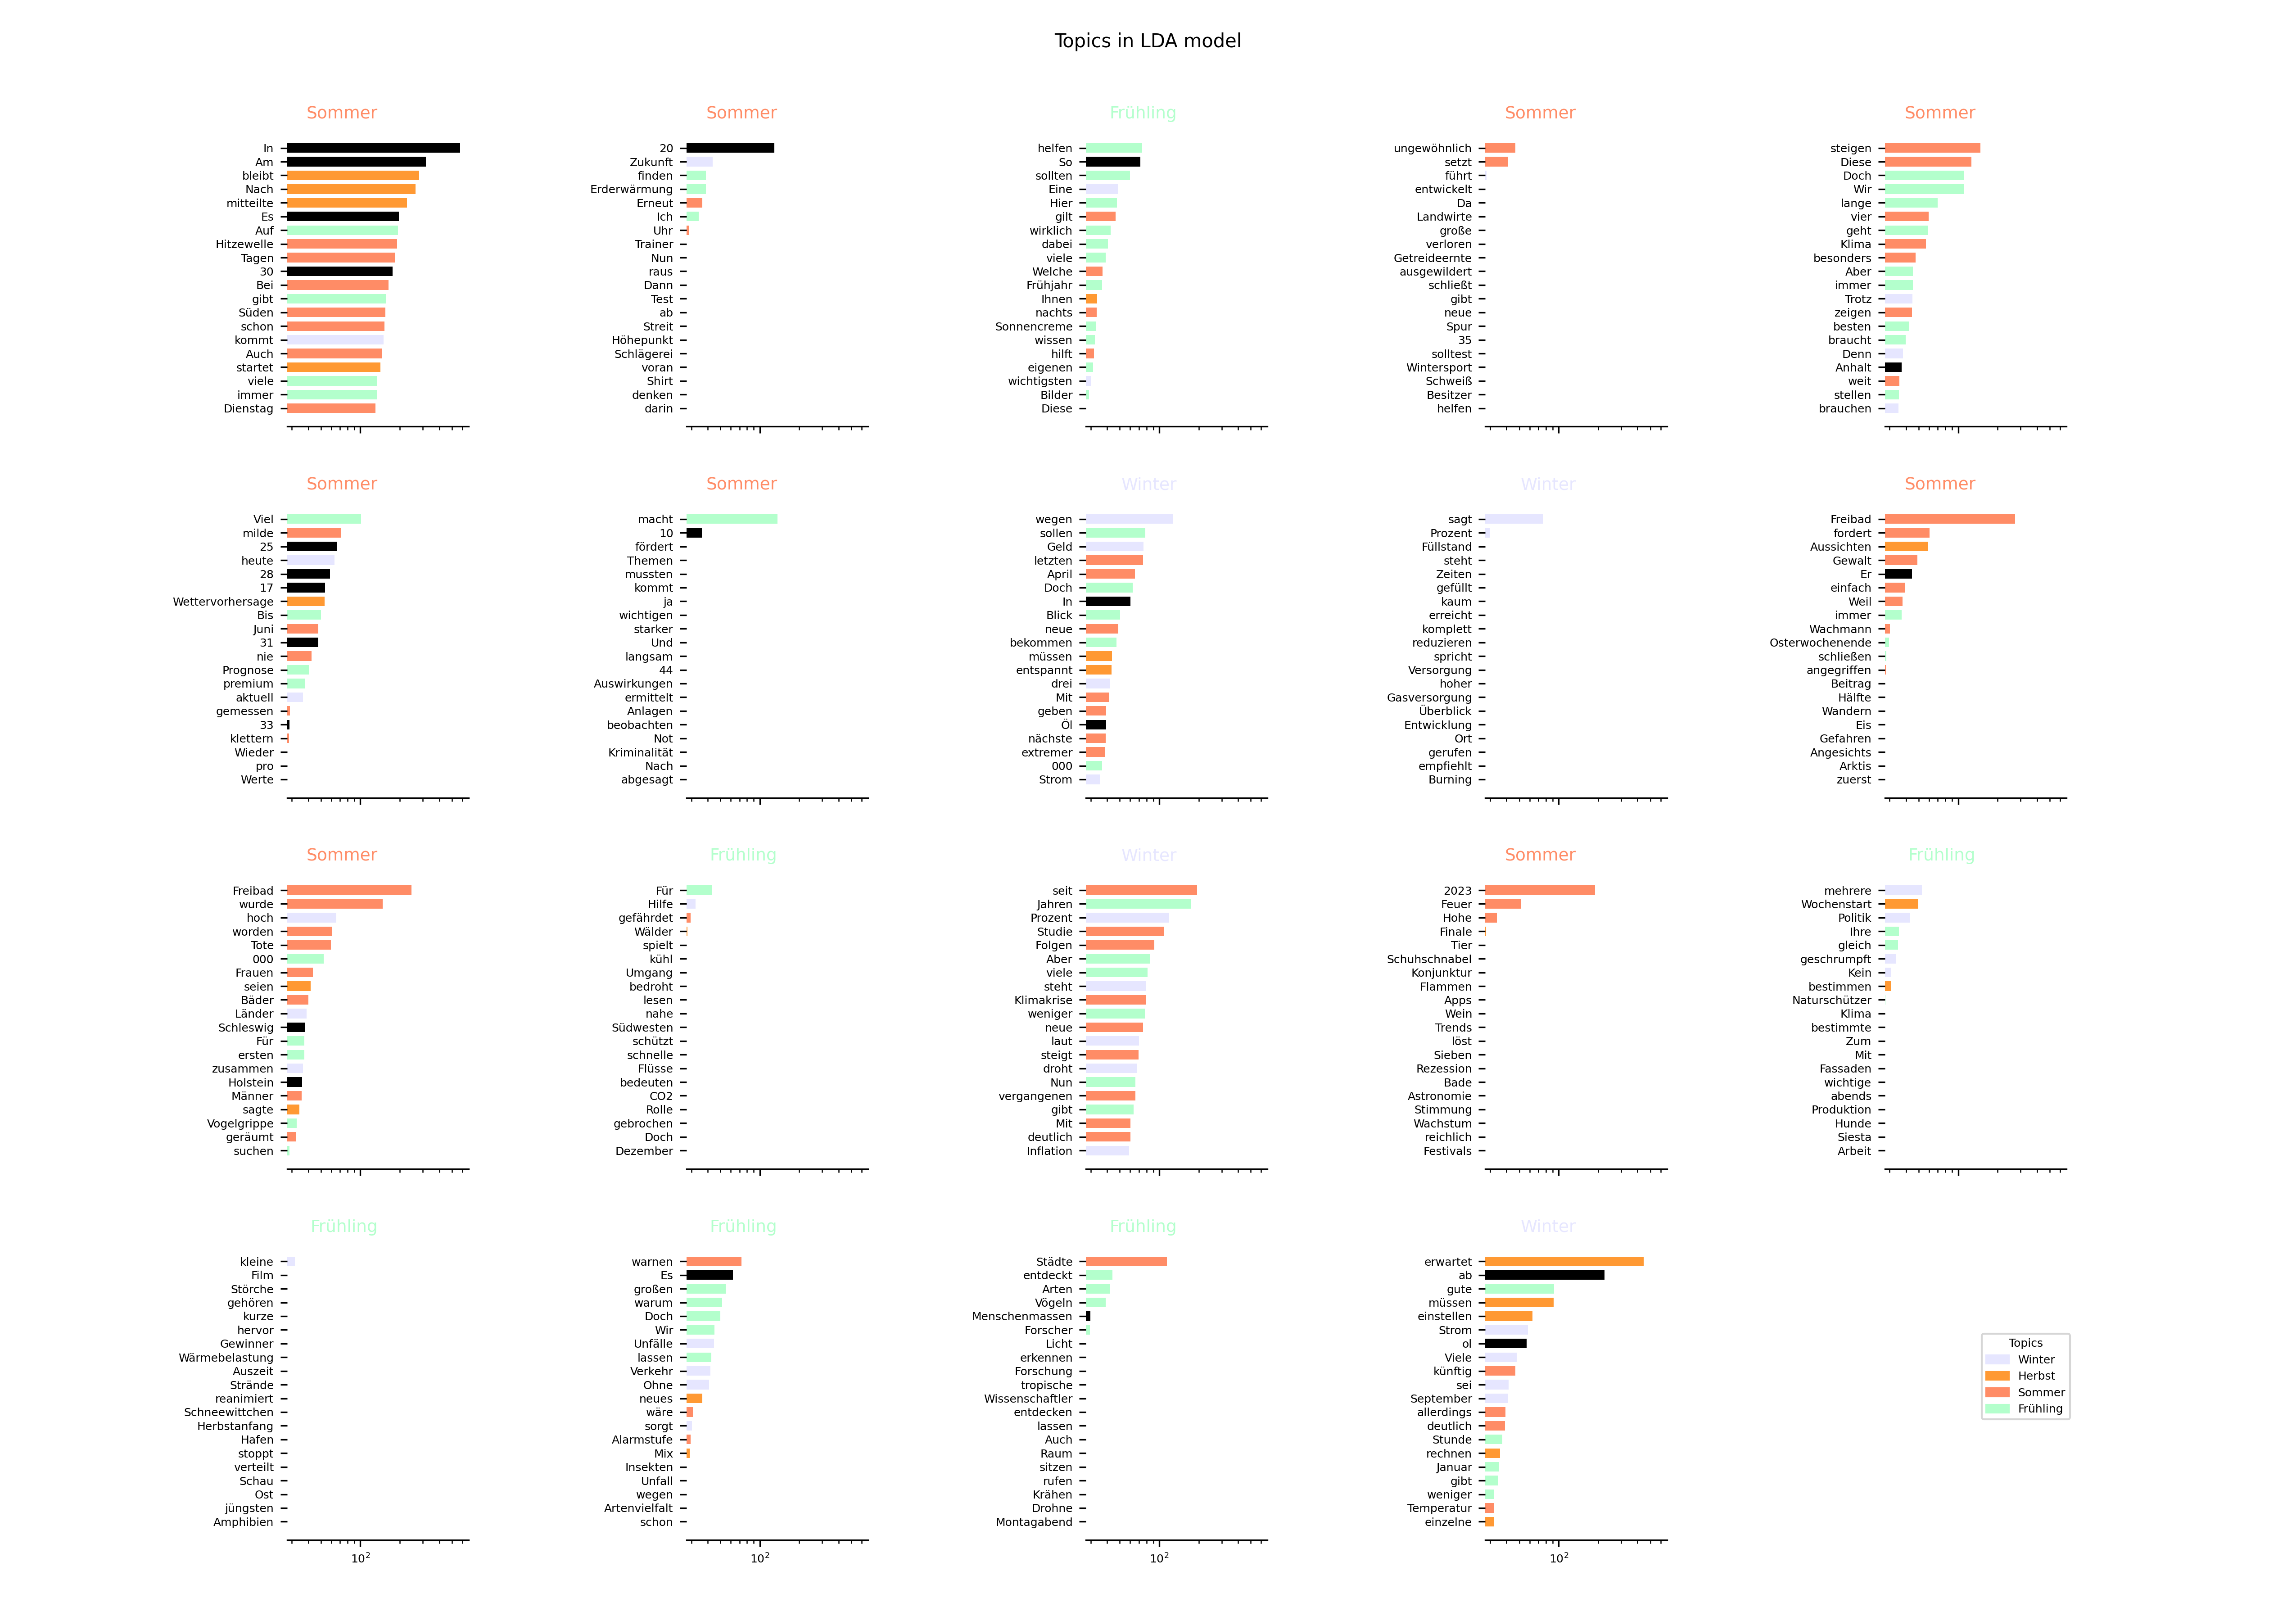 Topics in LDA model
Sommer
In
Am
bleibt
Nach
mitteilte
Es
Auf
Hitzewelle
Tagen
30
Bei
gibt
Süden
schon
kommt
Auch
startet
viele
immer
Dienstag
Sommer
20
Zukunft
finden
Erderwärmung
Erneut
Ich
Uhr
Trainer
Nun
raus
Dann
Test
ab
Streit
Höhepunkt
Schlägerei
voran
Shirt
denken
darin
Frühling
helfen
So
sollten
Eine
Hier
gilt
wirklich
dabei
viele
Welche
Frühjahr
Ihnen
nachts
Sonnencreme
wissen
hilft
eigenen
wichtigsten
Bilder
Diese
Sommer
ungewöhnlich
setzt
führt
entwickelt
Da
Landwirte
große
verloren
Getreideernte
ausgewildert
schließt
gibt
neue
Spur
35
solltest
Wintersport
Schweiß
Besitzer
helfen
Sommer
steigen
Diese
Doch
Wir
lange
vier
geht
Klima
besonders
Aber
immer
Trotz
zeigen
besten
braucht
Denn
Anhalt
weit
stellen
brauchen
Sommer
Viel
milde
25
heute
28
17
Wettervorhersage
Bis
Juni
31
nie
Prognose
premium
aktuell
gemessen
33
klettern
Wieder
pro
Werte
Sommer
macht
10
fördert
Themen
mussten
kommt
ja
wichtigen
starker
Und
langsam
44
Auswirkungen
ermittelt
Anlagen
beobachten
Not
Kriminalität
Nach
abgesagt
Winter
wegen
sollen
Geld
letzten
April
Doch
In
Blick
neue
bekommen
müssen
entspannt
drei
Mit
geben
Öl
nächste
extremer
000
Strom
Winter
sagt
Prozent
Füllstand
steht
Zeiten
gefüllt
kaum
erreicht
komplett
reduzieren
spricht
Versorgung
hoher
Gasversorgung
Überblick
Entwicklung
Ort
gerufen
empfiehlt
Burning
Sommer
Freibad
fordert
Aussichten
Gewalt
Er
einfach
Weil
immer
Wachmann
Osterwochenende
schließen
angegriffen
Beitrag
Hälfte
Wandern
Eis
Gefahren
Angesichts
Arktis
zuerst
Sommer
Freibad
wurde
hoch
worden
Tote
000
Frauen
seien
Bäder
Länder
Schleswig
Für
ersten
zusammen
Holstein
Männer
sagte
Vogelgrippe
geräumt
suchen
Frühling
Für
Hilfe
gefährdet
Wälder
spielt
kühl
Umgang
bedroht
lesen
nahe
Südwesten
schützt
schnelle
Flüsse
bedeuten
CO2
Rolle
gebrochen
Doch
Dezember
Winter
seit
Jahren
Prozent
Studie
Folgen
Aber
viele
steht
Klimakrise
weniger
neue
laut
steigt
droht
Nun
vergangenen
gibt
Mit
deutlich
Inflation
Sommer
2023
Feuer
Hohe
Finale
Tier
Schuhschnabel
Konjunktur
Flammen
Apps
Wein
Trends
löst
Sieben
Rezession
Bade
Astronomie
Stimmung
Wachstum
reichlich
Festivals
Frühling
mehrere
Wochenstart
Politik
Ihre
gleich
geschrumpft
Kein
bestimmen
Naturschützer
Klima
bestimmte
Zum
Mit
Fassaden
wichtige
abends
Produktion
Hunde
Siesta
Arbeit
Frühling
kleine
Film
Störche
gehören
kurze
hervor
Gewinner
Wärmebelastung
Auszeit
Strände
reanimiert
Schneewittchen
Herbstanfang
Hafen
stoppt
verteilt
Schau
Ost
jüngsten
Amphibien
10²
Frühling
warnen
Es
großen
warum
Doch
Wir
Unfälle
lassen
Verkehr
Ohne
neues
wäre
sorgt
Alarmstufe
Mix
Insekten
Unfall
wegen
Artenvielfalt
schon
10²
Frühling
Städte
entdeckt
Arten
Vögeln
Menschenmassen
Forscher
Licht
erkennen
Forschung
tropische
Wissenschaftler
entdecken
lassen
Auch
Raum
sitzen
rufen
Krähen
Drohne
Montagabend
10²
Winter
erwartet
ab
gute
müssen
einstellen
Strom
ol
Viele
künftig
sei
September
allerdings
deutlich
Stunde
rechnen
Januar
gibt
weniger
Temperatur
einzelne
10²
Topics
Winter
Herbst
Sommer
Frühling